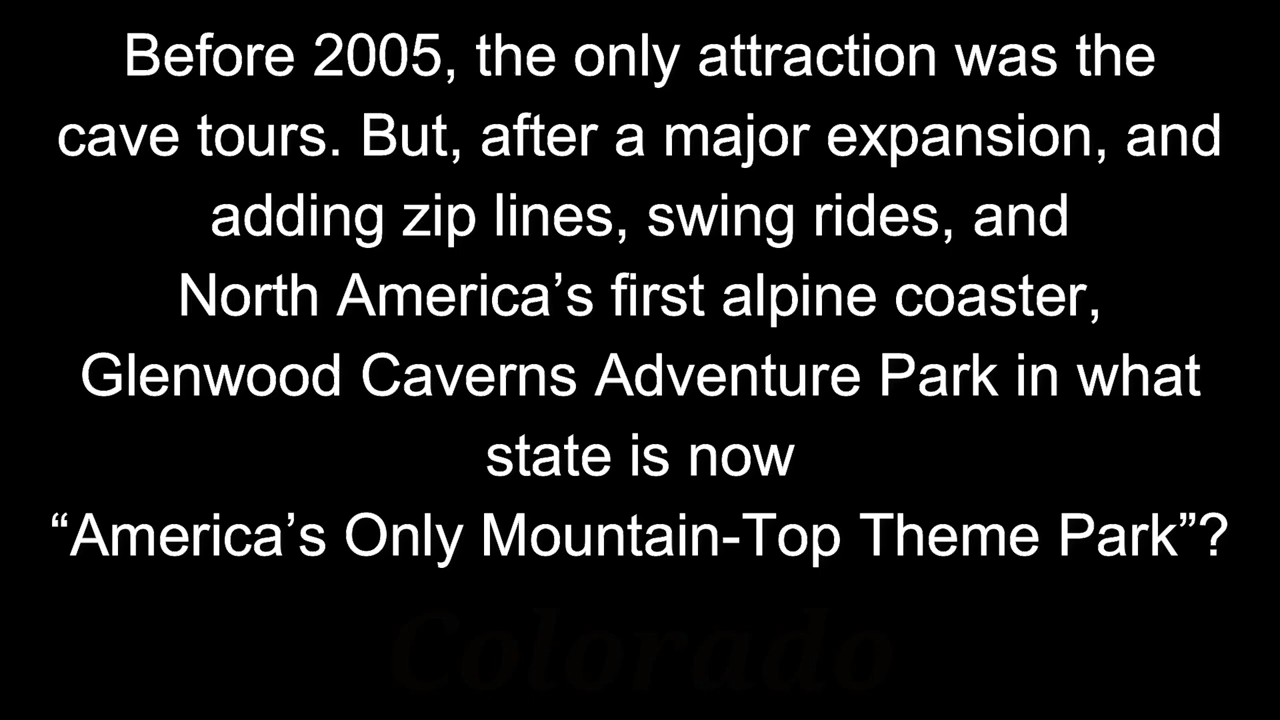 Before 2005, the only attraction was the
cave tours. But, after a major expansion, and
adding zip lines, swing rides, and
North America’s first alpine coaster,
Glenwood Caverns Adventure Park in what
state is now
“America’s Only Mountain-Top Theme Park”?
Colorado